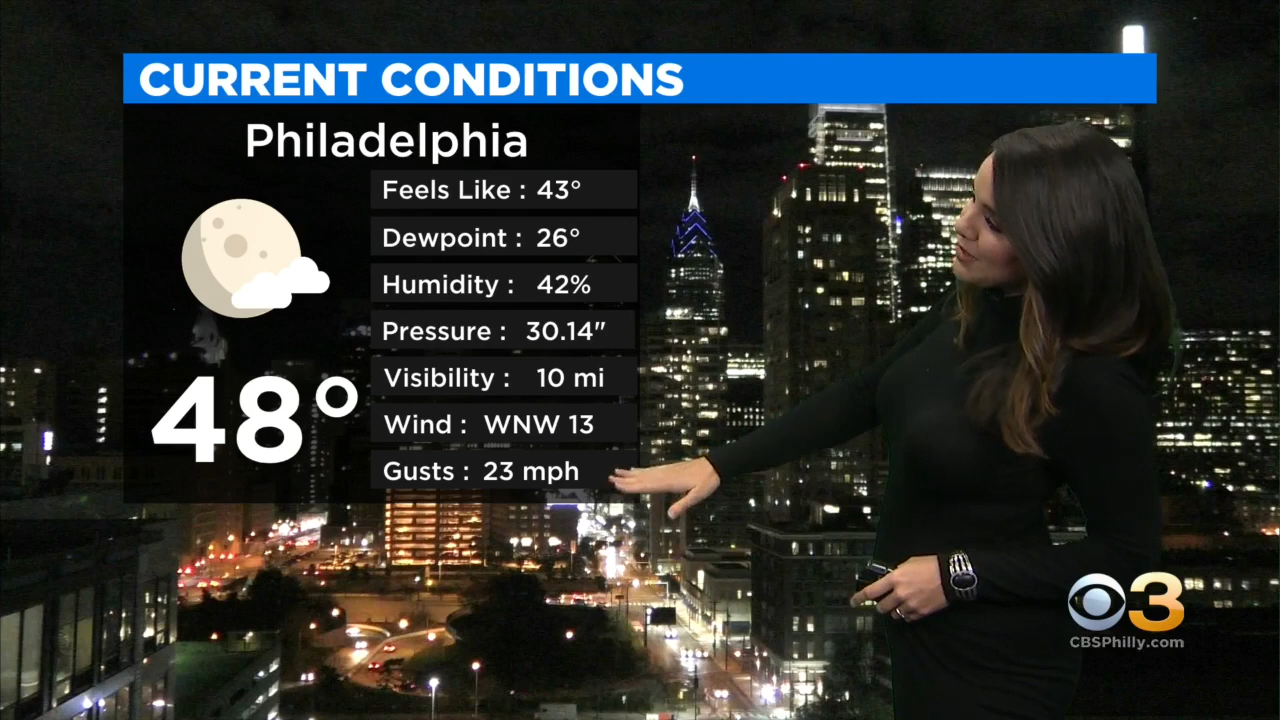 CURRENT CONDITIONS
Philadelphia
48°
Feels Like : 43°
Dewpoint : 26°
Humidity : 42%
Pressure : 30.14"
Visibility : 10 mi
Wind : WNW 13
Gusts : 23 mph
3
CBSPhilly.com